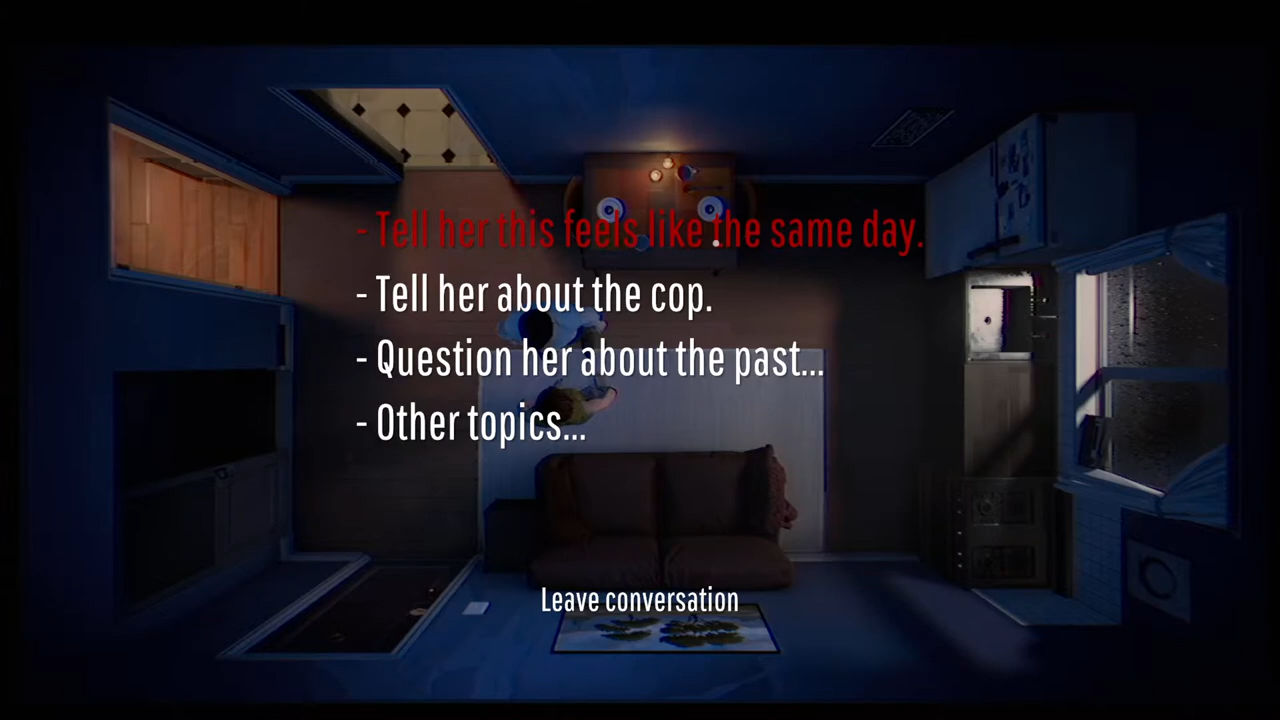 - Tell her this feels like the same day.
- Tell her about the cop.
- Question her about the past...
- Other topics...
Leave conversation